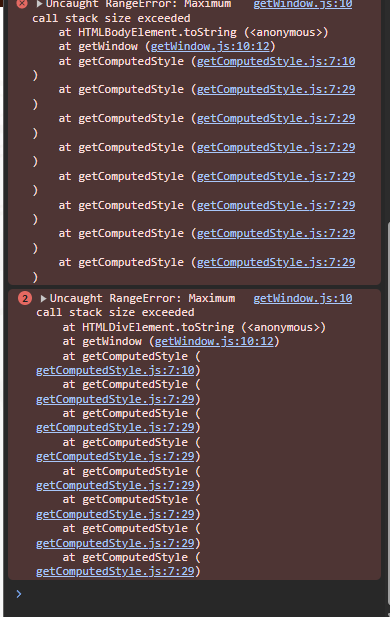 Uncaught RangeError: Maximum getWindow.js:10
call stack size exceeded
at HTMLBodyElement.toString (<anonymous>)
at getWindow (getWindow.js:10:12)
at getComputedStyle (getComputedStyle.js:7:10
)
at getComputedStyle (getComputedStyle.js:7:29
)
at getComputedStyle (getComputedStyle.js:7:29
)
at getComputedStyle (getComputedStyle.js:7:29
)
at getComputedStyle (getComputedStyle.js:7:29
)
at getComputedStyle (getComputedStyle.js:7:29
)
at getComputedStyle (getComputedStyle.js:7:29
)
at getComputedStyle (getComputedStyle.js:7:29
)
2 Uncaught RangeError: Maximum getWindow.js:10
call stack size exceeded
at HTMLDivElement.toString (<anonymous>)
at getWindow (getWindow.js:10:12)
at getComputedStyle (
getComputedStyle.js:7:10)
at getComputedStyle (
getComputedStyle.js:7:29)
at getComputedStyle (
getComputedStyle.js:7:29)
at getComputedStyle (
getComputedStyle.js:7:29)
at getComputedStyle (
getComputedStyle.js:7:29)
at getComputedStyle (
getComputedStyle.js:7:29)
at getComputedStyle (
getComputedStyle.js:7:29)
at getComputedStyle (
getComputedStyle.js:7:29)